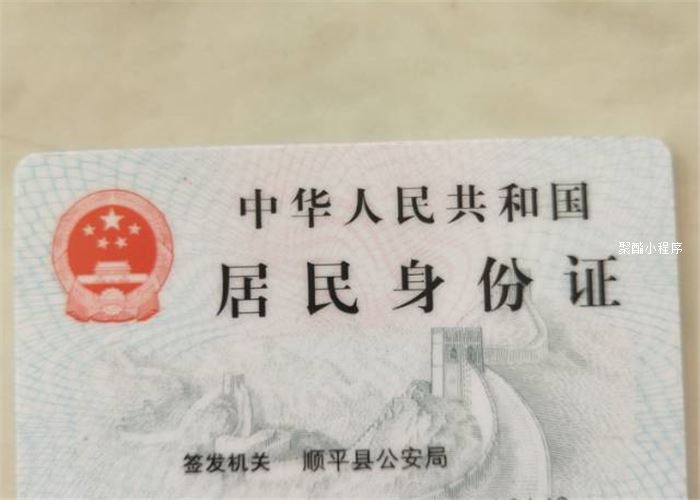 中华人民共和国
聚酯小程序
居民身份证
签发机关 顺平县公安局